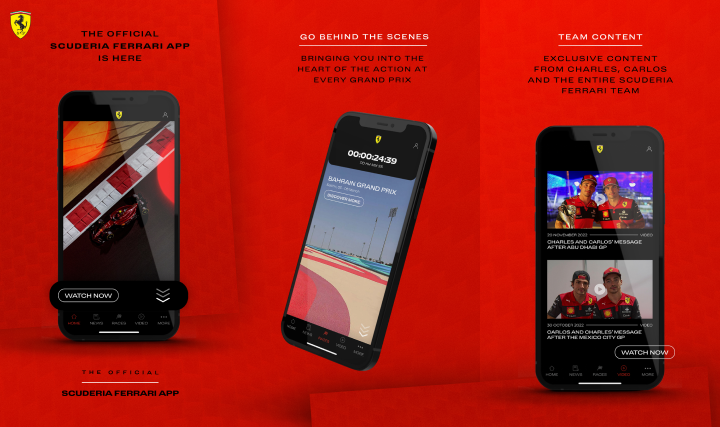 THE OFFICIAL
SCUDERIA FERRARI APP
IS HERE
WATCH NOW
HOME NEWS RACES VIDEO MORE
THE OFFICIAL
SCUDERIA FERRARI APP
GO BEHIND THE SCENES
BRINGING YOU INTO THE
HEART OF THE ACTION AT
EVERY GRAND PRIX
00:00:24:39
BAHRAIN GRAND PRIX
DISCOVER MORE
HOME NEWS RACES VIDEO MORE
TEAM CONTENT
EXCLUSIVE CONTENT
FROM CHARLES, CARLOS
AND THE ENTIRE SCUDERIA
FERRARI TEAM
20 NOVEMBER 2022 VIDEO
CHARLES AND CARLOS' MESSAGE
AFTER ABU DHABI GP
30 OCTOBER 2022 VIDEO
CARLOS AND CHARLES' MESSAGE
AFTER THE MEXICO CITY GP
WATCH NOW
HOME NEWS RACES VIDEO MORE